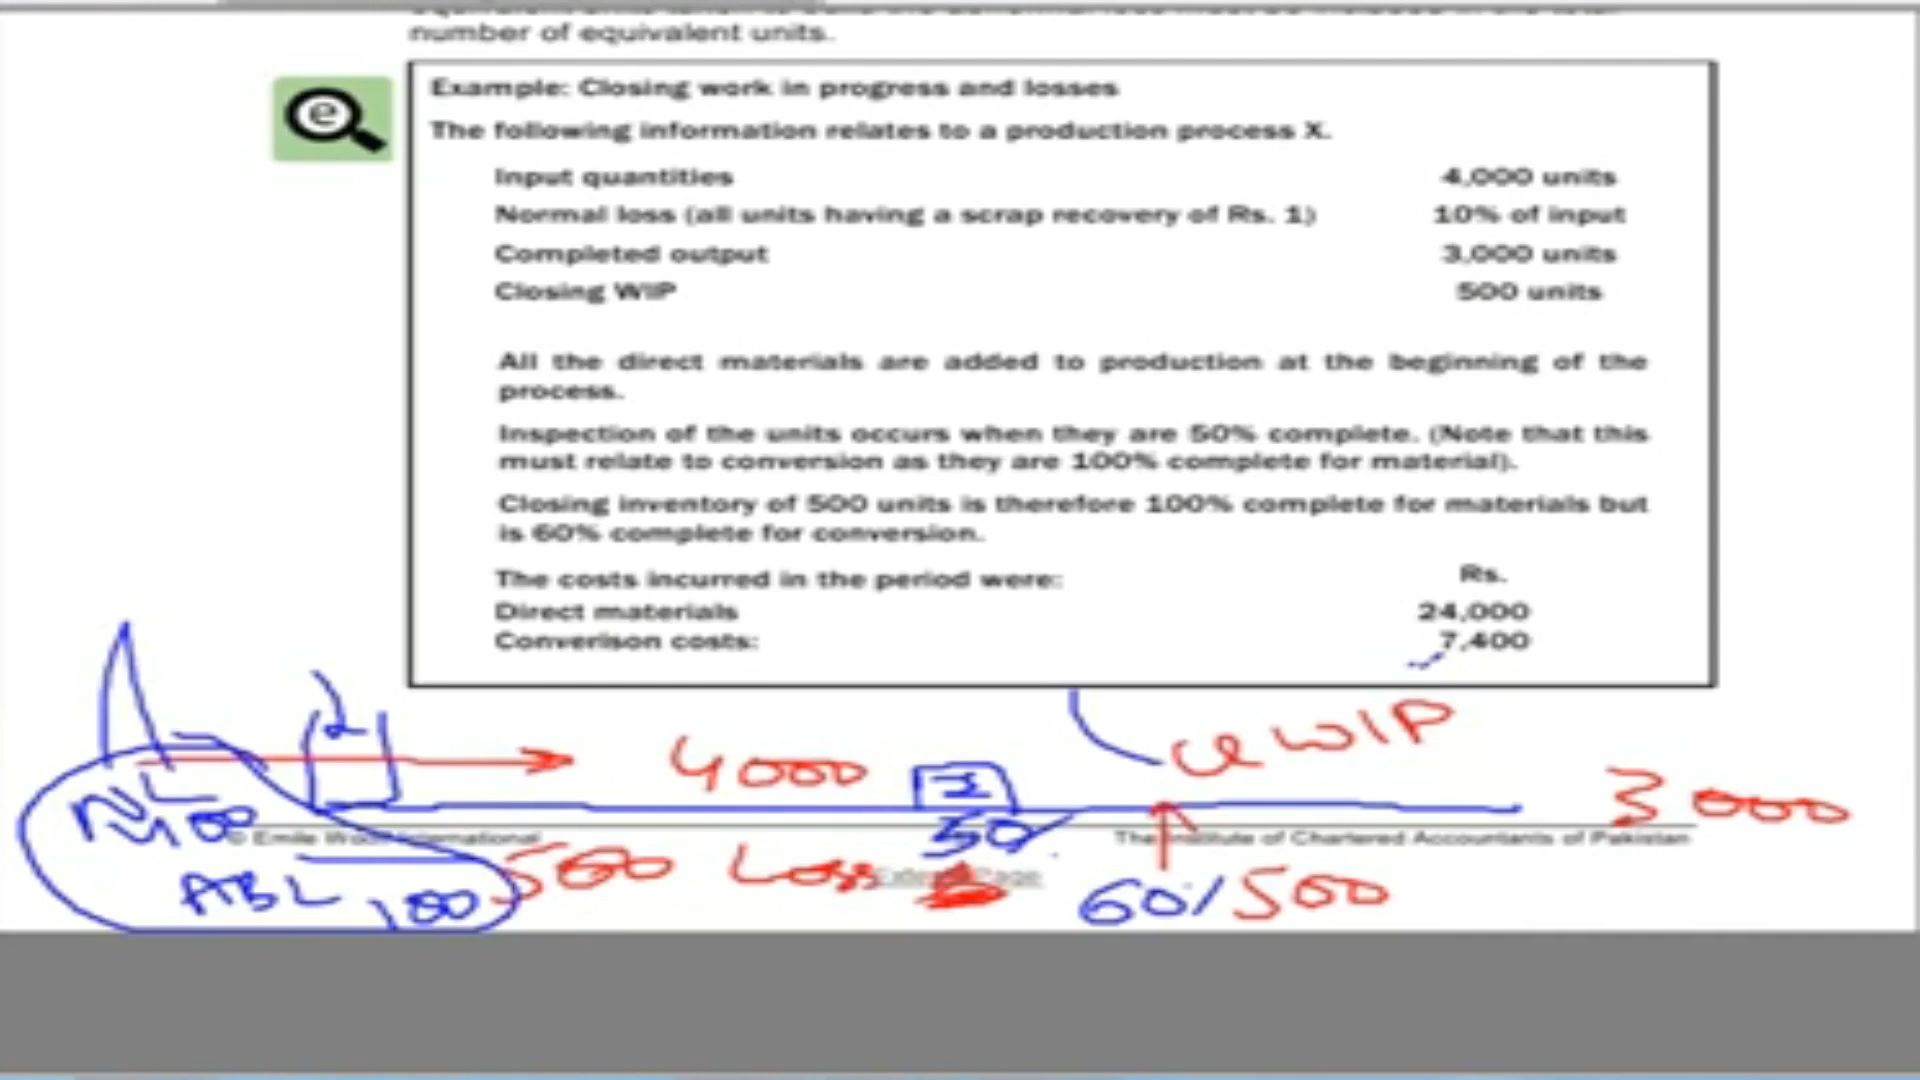 number of equivalent units.
e
Example: Closing work in progress and losses
The following information relates to a production process X.
Input quantities 4,000 units
Normal loss (all units having a scrap recovery of Rs. 1) 10% of input
Completed output 3,000 units
Closing WIP 500 units
All the direct materials are added to production at the beginning of the
process.
Inspection of the units occurs when they are 50% complete. (Note that this
must relate to conversion as they are 100% complete for material).
Closing inventory of 500 units is therefore 100% complete for materials but
is 60% complete for conversion.
The costs incurred in the period were: Rs.
Direct materials 24,000
Converison costs: 7,400
WIP
4000
3000
NL 400
50
© Emile Woolf International The Institute of Chartered Accountants of Pakistan
500 Loss
60% 500
ABL 100